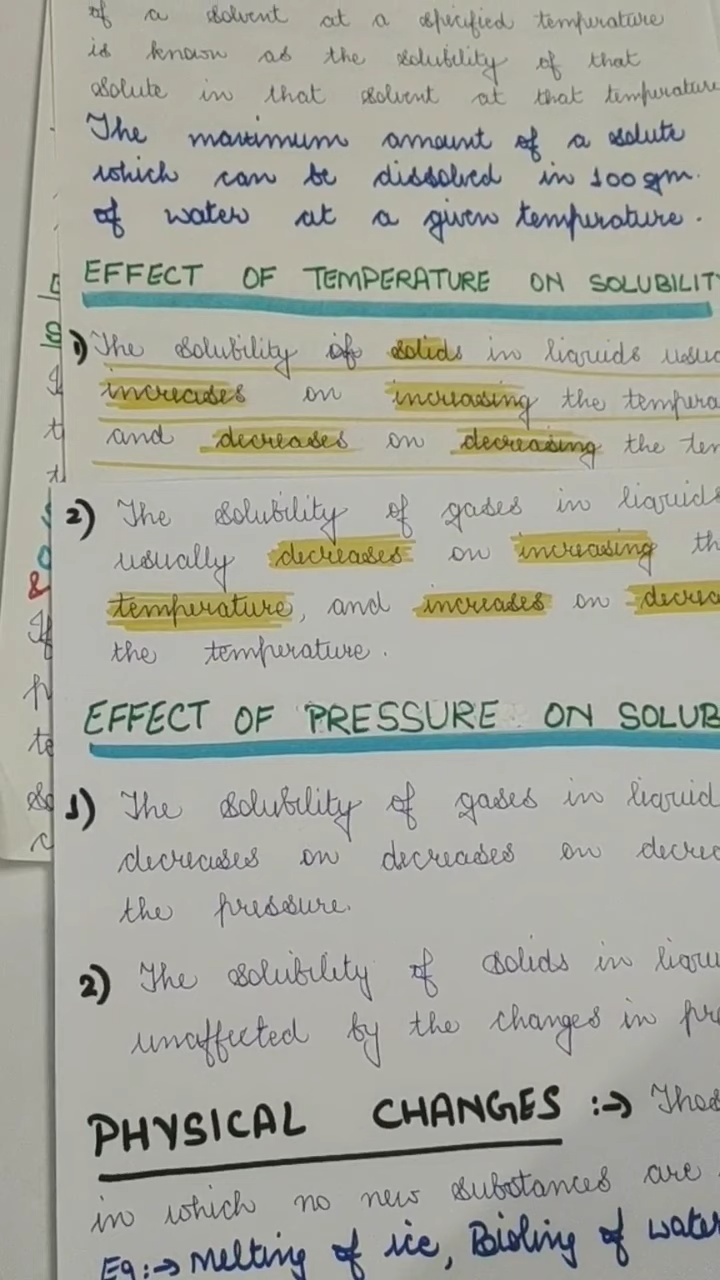 of a solvent at a specified temperature
is known as the solubility of that
solute in that solvent at that temperature
The maximum amount of a solute
which can be dissolved in 100 gm.
of water at a given temperature.
EFFECT OF TEMPERATURE ON SOLUBILIT
1) The solubility of solids in liquids usu
increases on increasing the tempera
and decreases on decreasing the tem
2) The solubility of gases in liquids
usually decreases on increasing th
temperature, and increases on decrea
the temperature.
EFFECT OF PRESSURE ON SOLUB
1) The solubility of gases in liquid
decreases on decreases on decre
the pressure.
2) The solubility of solids in liqu
unaffected by the changes in pre
PHYSICAL CHANGES :→ Thos
in which no new substances are
Eg:→ Melting of ice, Bioling of water